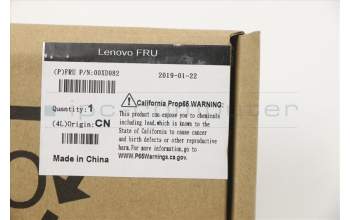 Lenovo FRU
(P)FRU P/N:00XD082
2019-01-22
Quantity: 1
(4L)Origin: CN
Made in China
California Prop65 WARNING:
This product can expose you to chemicals
including lead,which is known to the
State of California to cause cancer
and birth defects or other reproductive
harm.For more information,go to
www.P65Warnings.ca.gov.